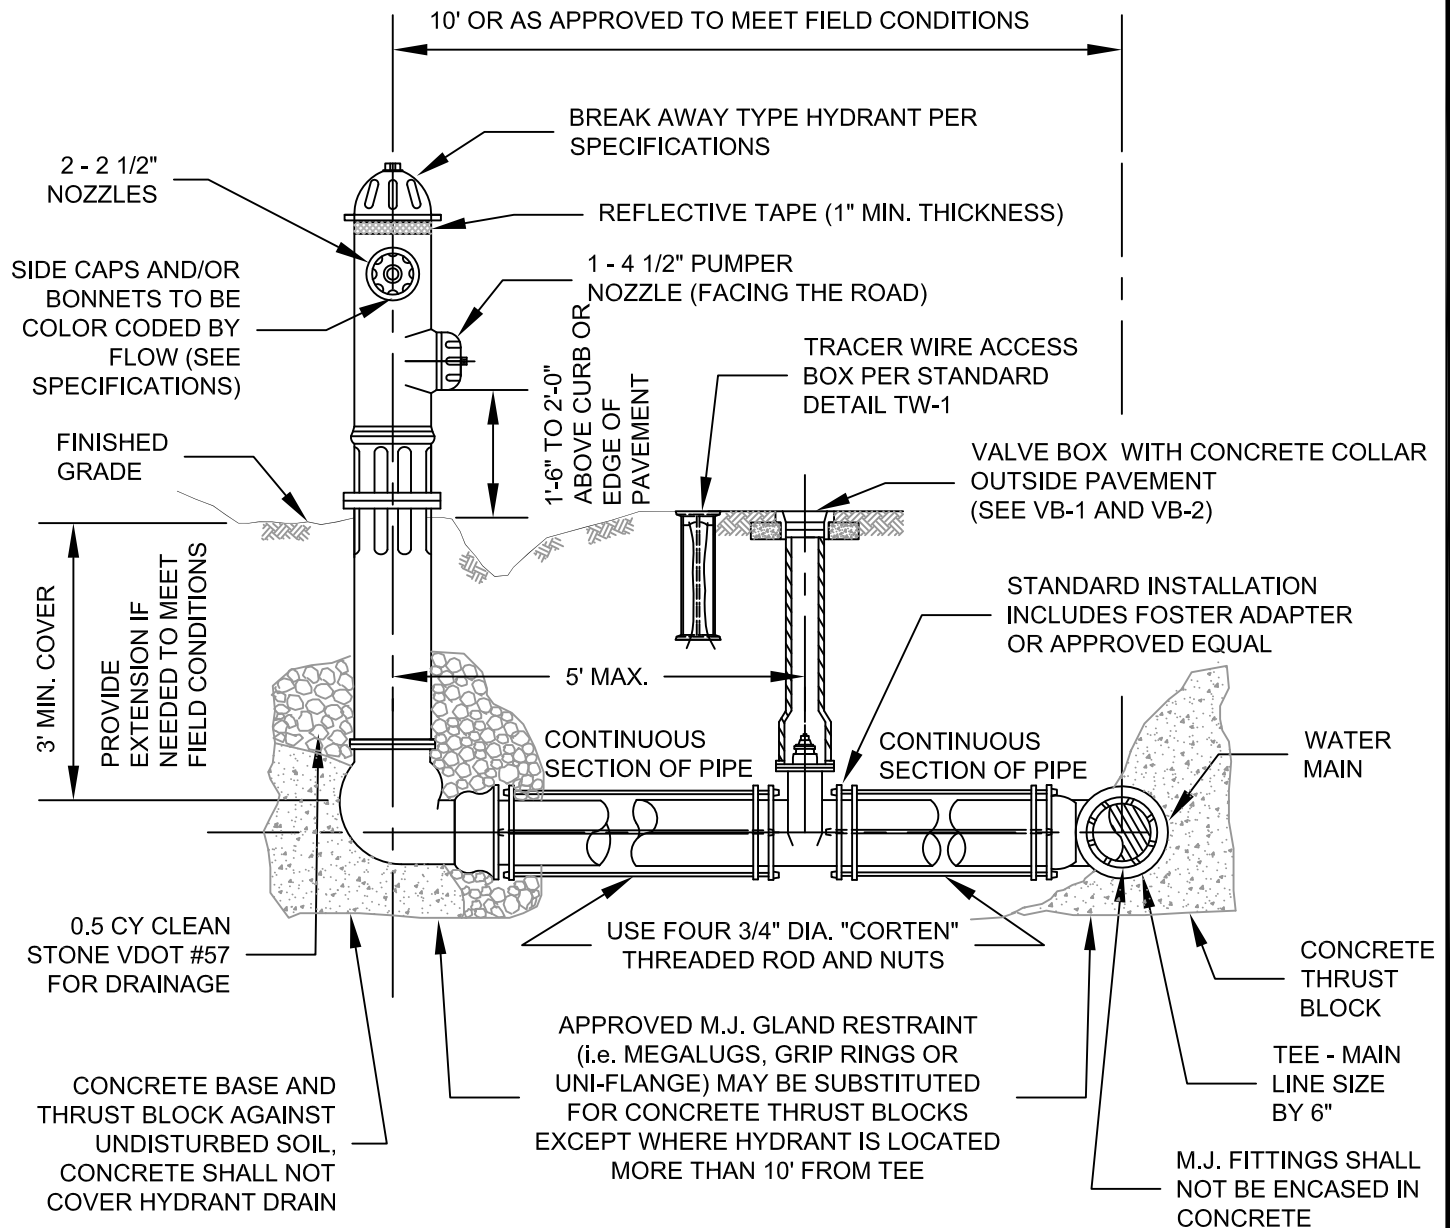 10' OR AS APPROVED TO MEET FIELD CONDITIONS
BREAK AWAY TYPE HYDRANT PER
SPECIFICATIONS
2 - 2 1/2"
NOZZLES
REFLECTIVE TAPE (1" MIN. THICKNESS)
SIDE CAPS AND/OR
BONNETS TO BE
COLOR CODED BY
FLOW (SEE
SPECIFICATIONS)
1 - 4 1/2" PUMPER
NOZZLE (FACING THE ROAD)
1'-6" TO 2'-0"
ABOVE CURB OR
EDGE OF
PAVEMENT
TRACER WIRE ACCESS
BOX PER STANDARD
DETAIL TW-1
FINISHED
GRADE
VALVE BOX WITH CONCRETE COLLAR
OUTSIDE PAVEMENT
(SEE VB-1 AND VB-2)
3' MIN. COVER
PROVIDE
EXTENSION IF
NEEDED TO MEET
FIELD CONDITIONS
STANDARD INSTALLATION
INCLUDES FOSTER ADAPTER
OR APPROVED EQUAL
5' MAX.
CONTINUOUS
SECTION OF PIPE
CONTINUOUS
SECTION OF PIPE
WATER
MAIN
0.5 CY CLEAN
STONE VDOT #57
FOR DRAINAGE
USE FOUR 3/4" DIA. "CORTEN"
THREADED ROD AND NUTS
CONCRETE
THRUST
BLOCK
APPROVED M.J. GLAND RESTRAINT
(i.e. MEGALUGS, GRIP RINGS OR
UNI-FLANGE) MAY BE SUBSTITUTED
FOR CONCRETE THRUST BLOCKS
EXCEPT WHERE HYDRANT IS LOCATED
MORE THAN 10' FROM TEE
TEE - MAIN
LINE SIZE
BY 6"
CONCRETE BASE AND
THRUST BLOCK AGAINST
UNDISTURBED SOIL,
CONCRETE SHALL NOT
COVER HYDRANT DRAIN
M.J. FITTINGS SHALL
NOT BE ENCASED IN
CONCRETE